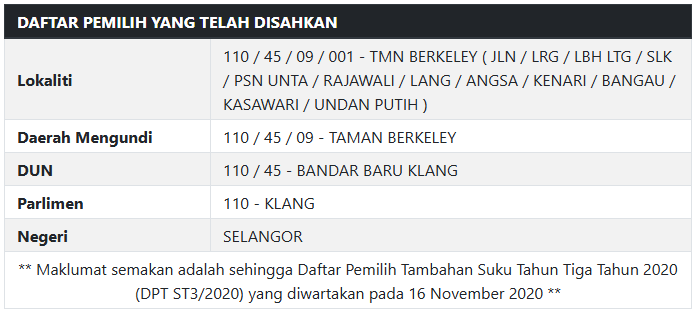 DAFTAR PEMILIH YANG TELAH DISAHKAN
Lokaliti
110 / 45 / 09 / 001 - TMN BERKELEY ( JLN / LRG / LBH LTG / SLK
/ PSN UNTA / RAJAWALI / LANG / ANGSA / KENARI / BANGAU /
KASAWARI / UNDAN PUTIH )
Daerah Mengundi
110 / 45 / 09 - TAMAN BERKELEY
DUN
110 / 45 - BANDAR BARU KLANG
Parlimen
110 - KLANG
Negeri
SELANGOR
** Maklumat semakan adalah sehingga Daftar Pemilih Tambahan Suku Tahun Tiga Tahun 2020
(DPT ST3/2020) yang diwartakan pada 16 November 2020 **